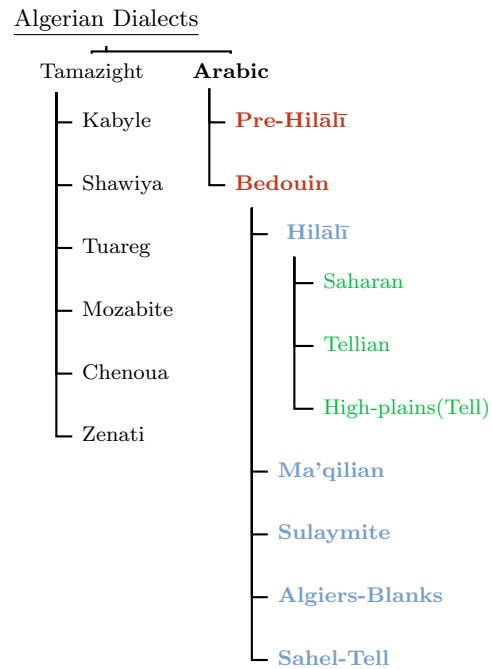 Algerian Dialects
Tamazight
Arabic
Kabyle
Pre-Hilālī
Shawiya
Bedouin
Tuareg
Hilālī
Saharan
Mozabite
Tellian
Chenoua
High-plains(Tell)
Zenati
Ma'qilian
Sulaymite
Algiers-Blanks
Sahel-Tell